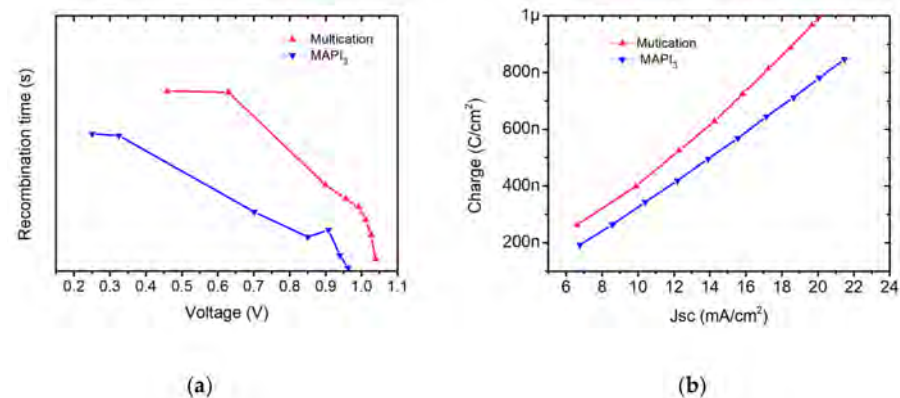 Multication
MAPI₃
Recombination time (s)
0.2 0.3 0.4 0.5 0.6 0.7 0.8 0.9 1.0 1.1
Voltage (V)
(a)
1µ
800n
600n
400n
200n
Mutication
MAPI₃
Charge (C/cm²)
6 8 10 12 14 16 18 20 22 24
Jsc (mA/cm²)
(b)